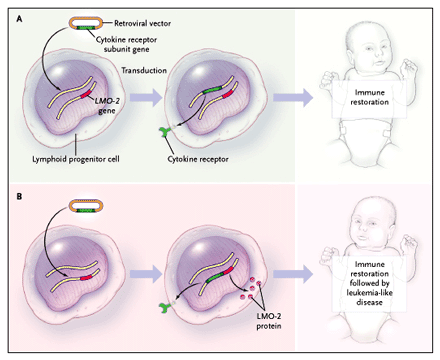 A
Retroviral vector
Cytokine receptor
subunit gene
Transduction
LMO-2
gene
Lymphoid progenitor cell
Cytokine receptor
Immune
restoration
B
LMO-2
protein
Immune
restoration
followed by
leukemia-like
disease